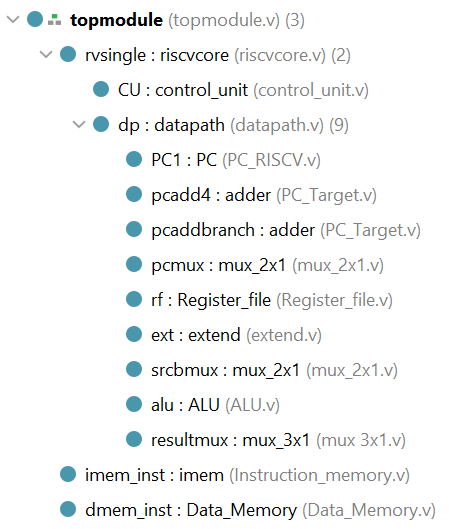 topmodule (topmodule.v) (3)
rvsingle : riscvcore (riscvcore.v) (2)
CU : control_unit (control_unit.v)
dp : datapath (datapath.v) (9)
PC1 : PC (PC_RISCV.v)
pcadd4 : adder (PC_Target.v)
pcaddbranch : adder (PC_Target.v)
pcmux : mux_2x1 (mux_2x1.v)
rf : Register_file (Register_file.v)
ext : extend (extend.v)
srcbmux : mux_2x1 (mux_2x1.v)
alu : ALU (ALU.v)
resultmux : mux_3x1 (mux 3x1.v)
imem_inst : imem (Instruction_memory.v)
dmem_inst : Data_Memory (Data_Memory.v)